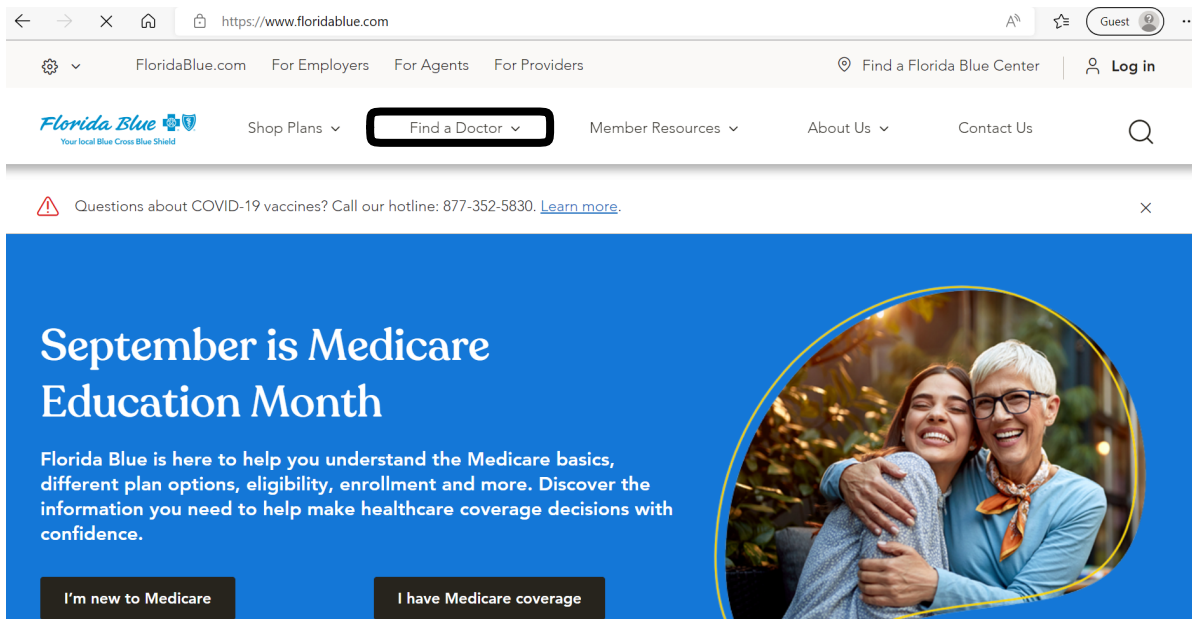 https://www.floridablue.com
Guest
FloridaBlue.com For Employers For Agents For Providers Find a Florida Blue Center Log in
Florida Blue
Your local Blue Cross Blue Shield
Shop Plans Find a Doctor Member Resources About Us Contact Us
Questions about COVID-19 vaccines? Call our hotline: 877-352-5830. Learn more.
September is Medicare
Education Month
Florida Blue is here to help you understand the Medicare basics,
different plan options, eligibility, enrollment and more. Discover the
information you need to help make healthcare coverage decisions with
confidence.
I’m new to Medicare I have Medicare coverage